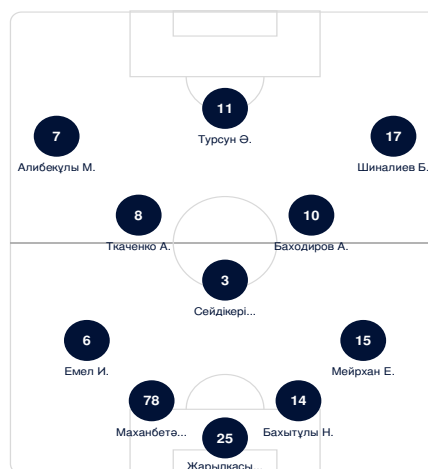 11
Турсун Ә.
7
Алибекұлы М.
17
Шиналиев Б.
8
Ткаченко А.
10
Баходиров А.
3
Сейдікері...
6
Емел И.
15
Мейрхан Е.
78
Маханбетә...
14
Бахытұлы Н.
25
Жарылқасы...